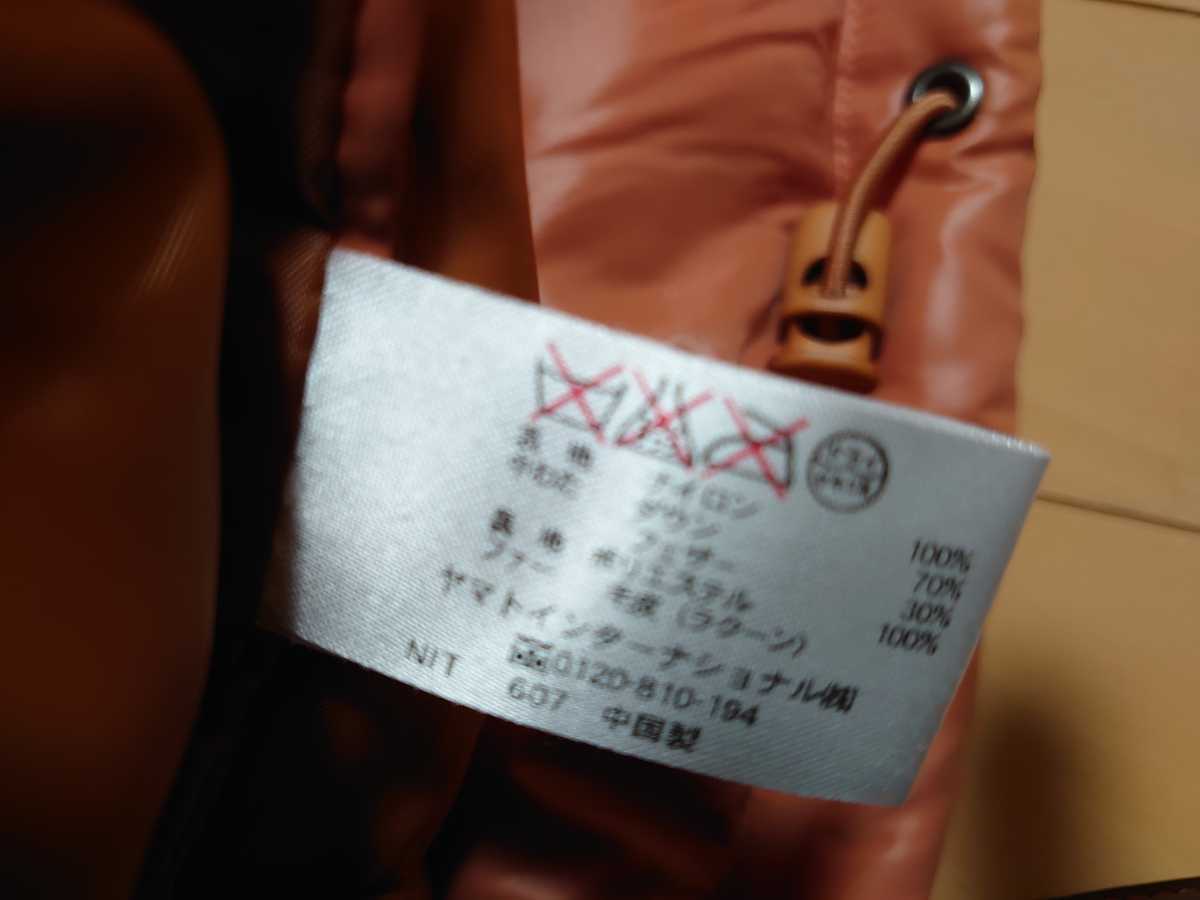 表 地 ナイロン 100%
中わた ダウン 70%
フェザー 30%
裏 地 ポリエステル 100%
ファー 毛皮 (ラクーン)
ヤマトインターナショナル㈱
0120-810-194
NIT 607 中国製